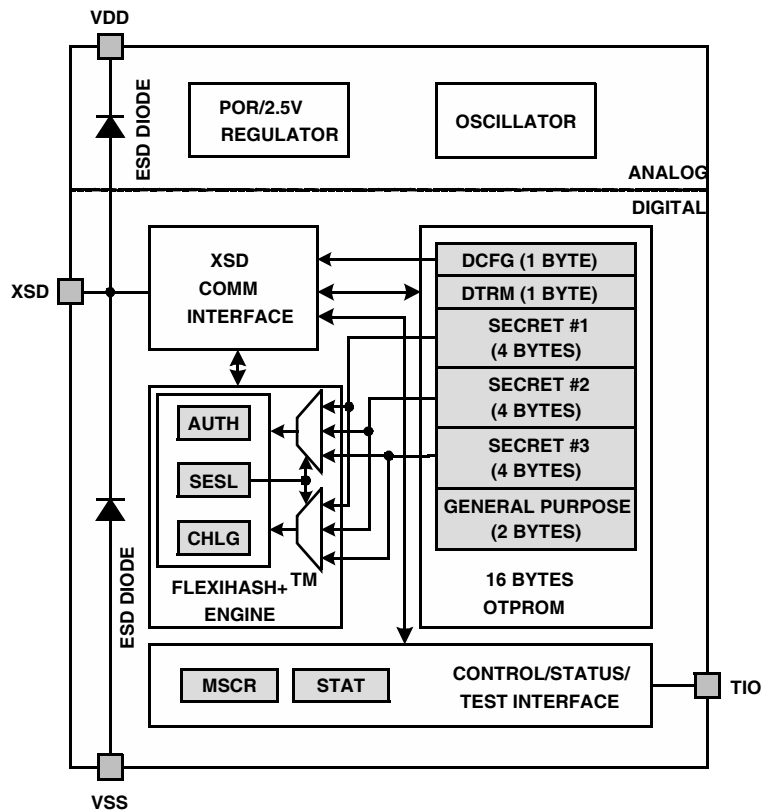 VDD
ESD DIODE
POR/2.5V
REGULATOR
OSCILLATOR
ANALOG
DIGITAL
XSD
XSD
COMM
INTERFACE
DCFG (1 BYTE)
DTRM (1 BYTE)
SECRET #1
(4 BYTES)
SECRET #2
(4 BYTES)
SECRET #3
(4 BYTES)
GENERAL PURPOSE
(2 BYTES)
16 BYTES
OTPROM
AUTH
SESL
CHLG
FLEXIHASH+ TM
ENGINE
ESD DIODE
MSCR
STAT
CONTROL/STATUS/
TEST INTERFACE
TIO
VSS